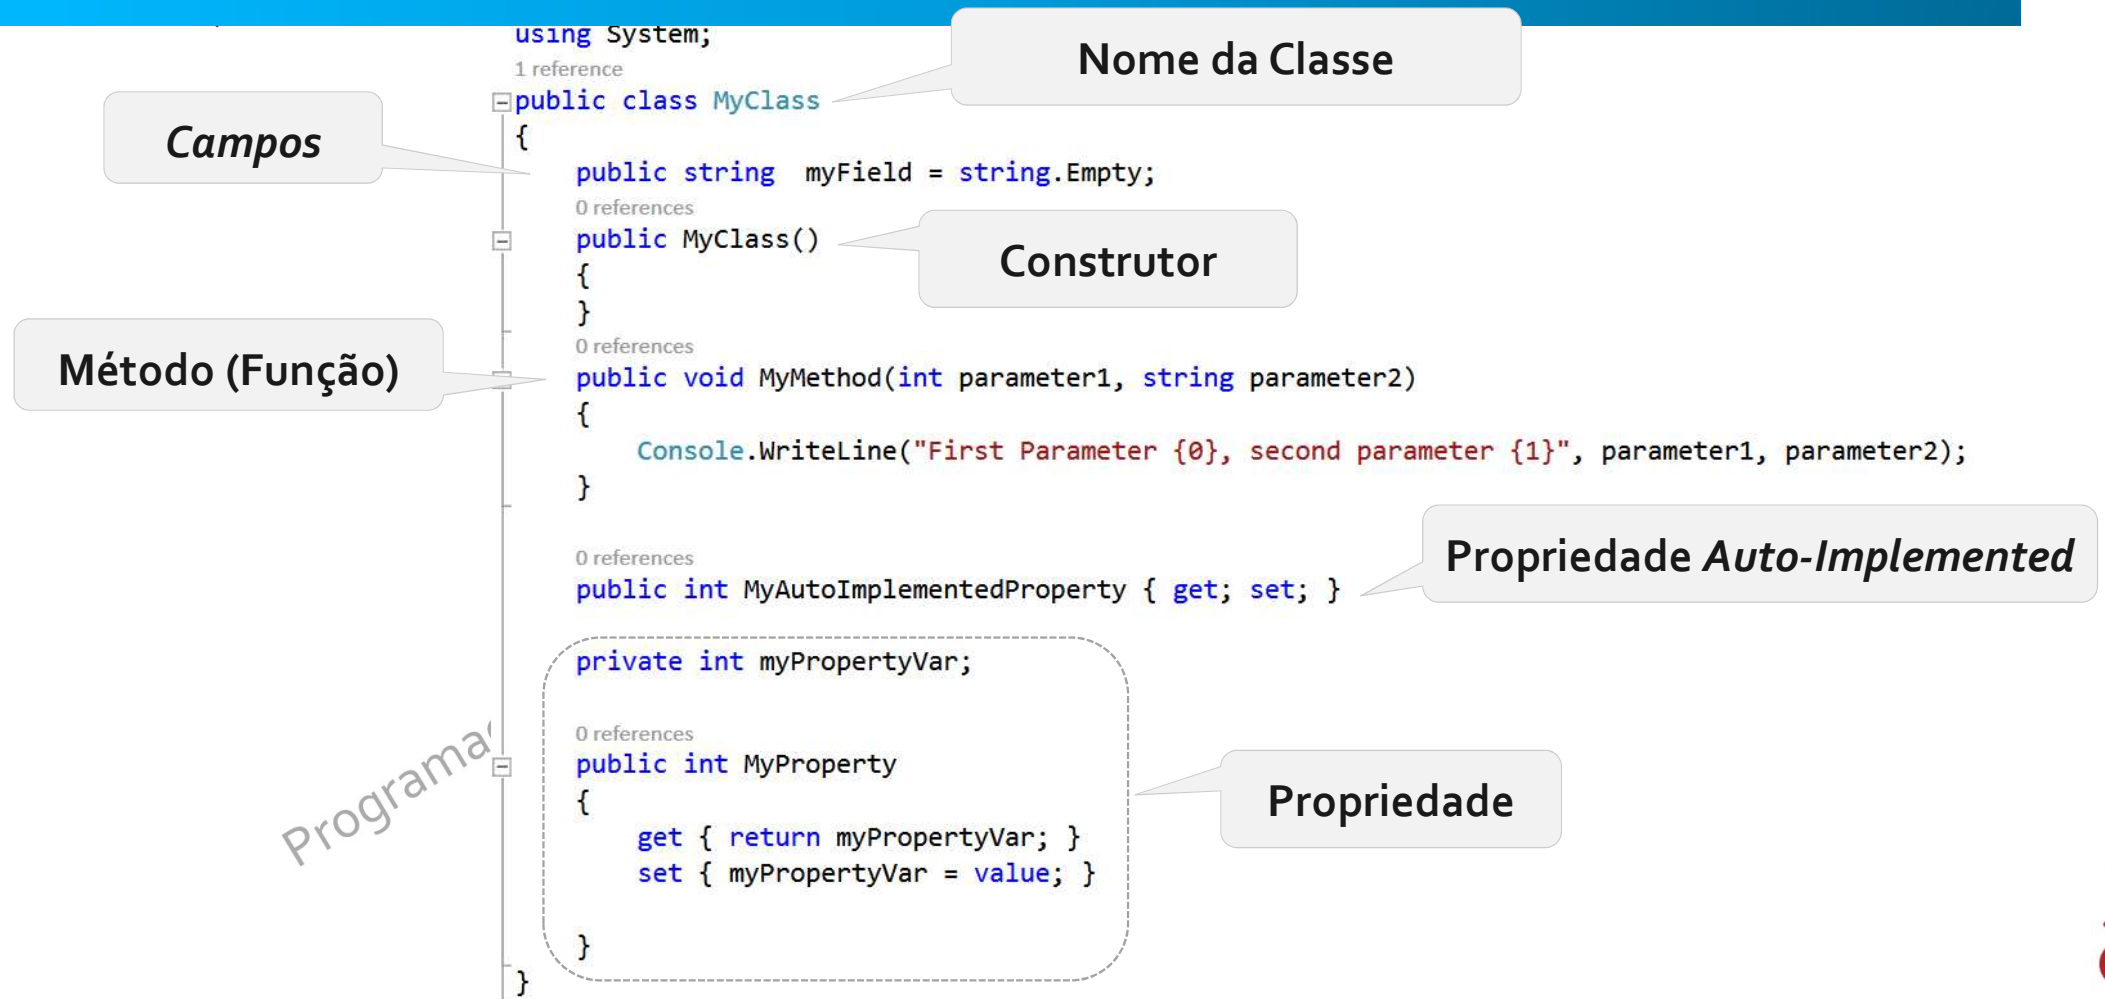 using System;
Nome da Classe
1 reference
public class MyClass
{
Campos
public string  myField = string.Empty;
0 references
public MyClass()
Construtor
{
}
0 references
Método (Função)
public void MyMethod(int parameter1, string parameter2)
{
Console.WriteLine("First Parameter {0}, second parameter {1}", parameter1, parameter2);
}
0 references
Propriedade Auto-Implemented
public int MyAutoImplementedProperty { get; set; }
private int myPropertyVar;
0 references
public int MyProperty
{
Propriedade
get { return myPropertyVar; }
set { myPropertyVar = value; }
}
}